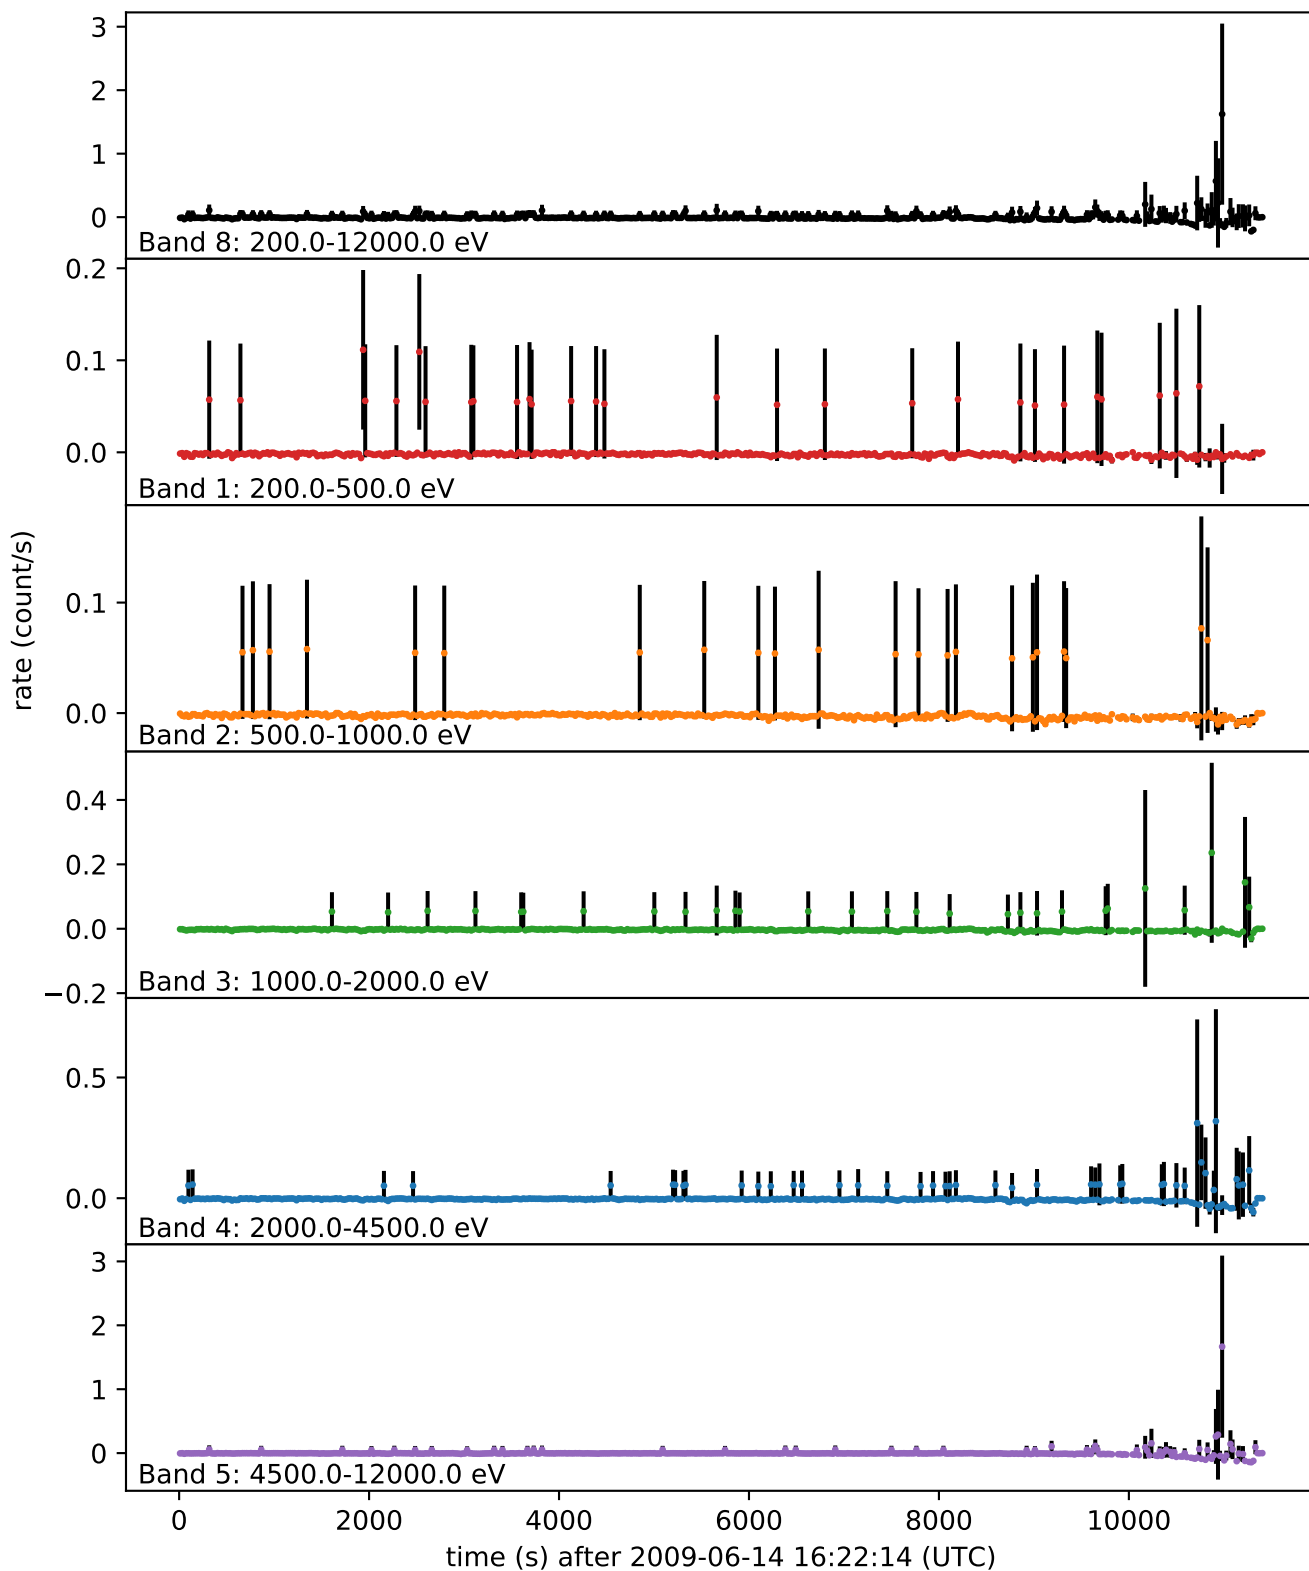 3
2
1
0
Band 8: 200.0-12000.0 eV
0.2
0.1
0.0
Band 1: 200.0-500.0 eV
rate (count/s)
0.1
0.0
Band 2: 500.0-1000.0 eV
0.4
0.2
0.0
−0.2
Band 3: 1000.0-2000.0 eV
0.5
0.0
Band 4: 2000.0-4500.0 eV
3
2
1
0
Band 5: 4500.0-12000.0 eV
0 2000 4000 6000 8000 10000
time (s) after 2009-06-14 16:22:14 (UTC)